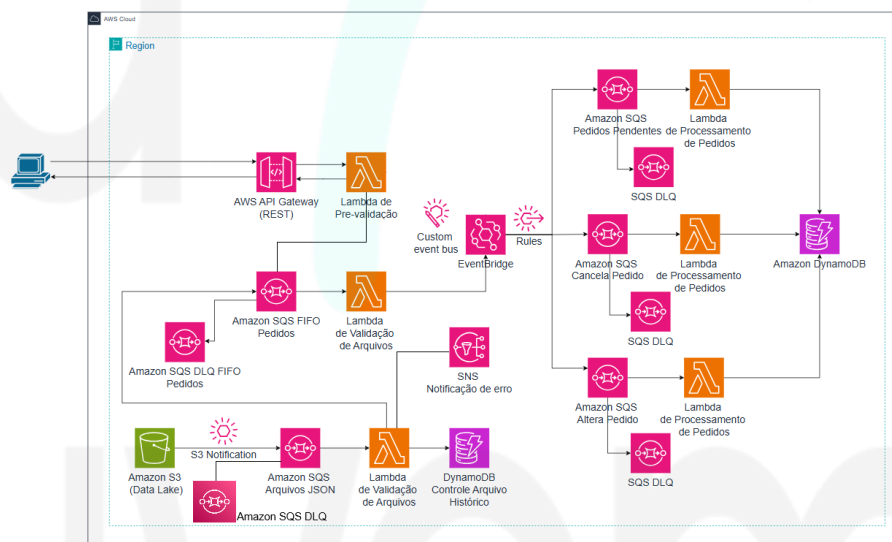 AWS Cloud
Region
Amazon SQS
Pedidos Pendentes
Lambda
de Processamento
de Pedidos
SQS DLQ
AWS API Gateway
(REST)
Lambda de
Pre-validação
Custom
event bus
EventBridge
Rules
Amazon SQS
Cancela Pedido
Lambda
de Processamento
de Pedidos
Amazon DynamoDB
SQS DLQ
Amazon SQS FIFO
Pedidos
Lambda
de Validação
de Arquivos
Amazon SQS DLQ FIFO
Pedidos
SNS
Notificação de erro
Amazon SQS
Altera Pedido
Lambda
de Processamento
de Pedidos
SQS DLQ
S3 Notification
Amazon S3
(Data Lake)
Amazon SQS
Arquivos JSON
Lambda
de Validação
de Arquivos
DynamoDB
Controle Arquivo
Histórico
Amazon SQS DLQ